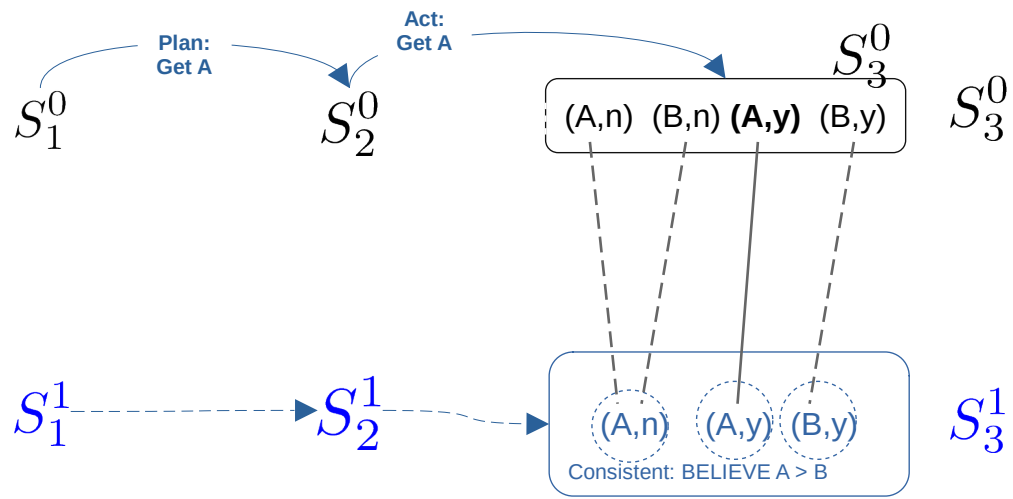 Plan:
Get A
Act:
Get A
S_1^0
S_2^0
S_3^0
(A,n) (B,n) (A,y) (B,y)
S_3^0
S_1^1
S_2^1
(A,n) (A,y) (B,y)
Consistent: BELIEVE A > B
S_3^1